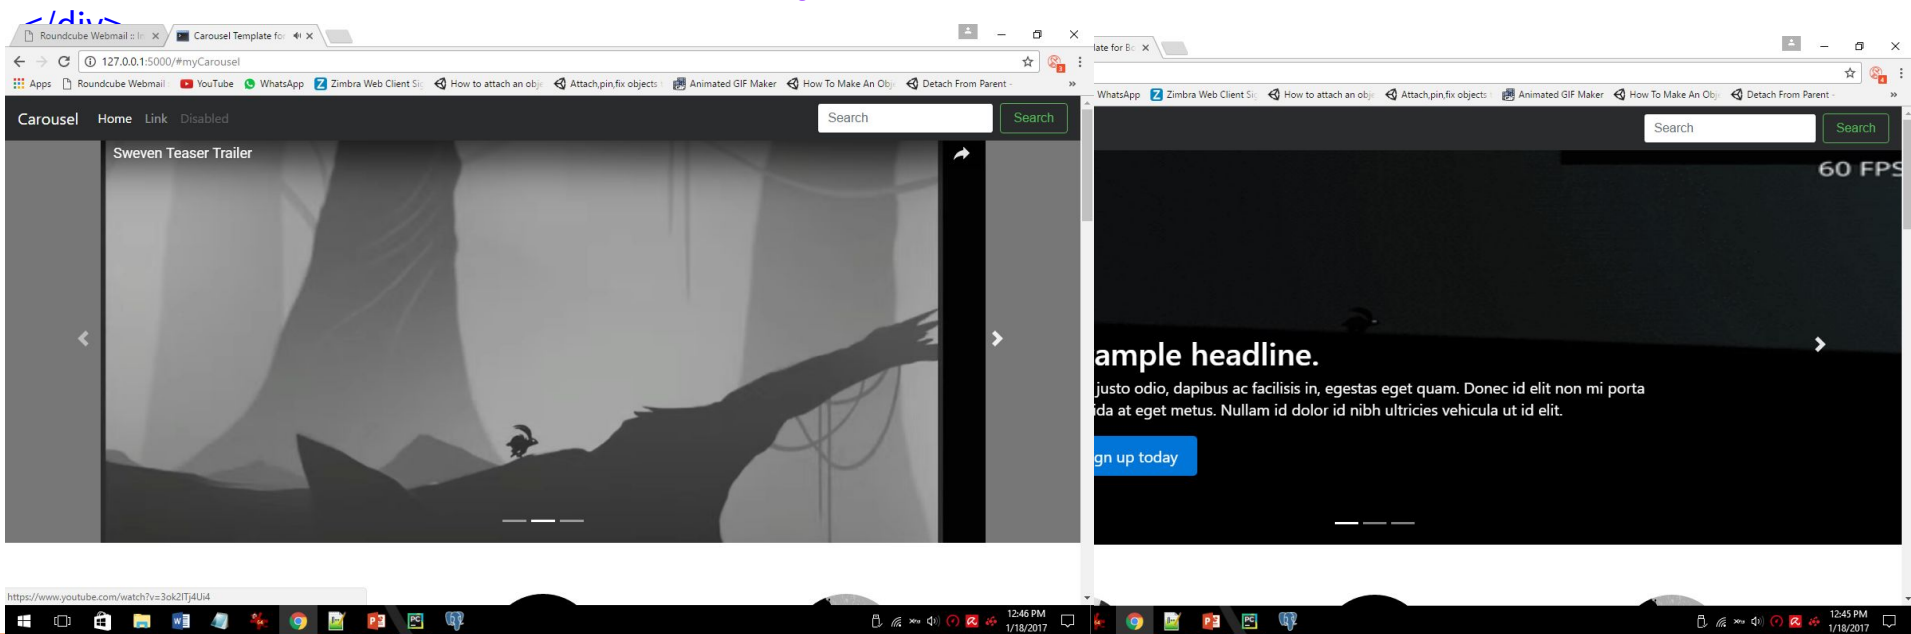 </div>
Roundcube Webmail :: I
Carousel Template for
127.0.0.1:5000/#myCarousel
Apps Roundcube Webmail YouTube WhatsApp Zimbra Web Client Si How to attach an obj Attach,pin,fix objects Animated GIF Maker How To Make An Obj Detach From Parent - »
Carousel Home Link Disabled Search Search
Sweven Teaser Trailer
https://www.youtube.com/watch?v=3ok2ITj4Ui4
12:46 PM
1/18/2017
late for Bo
WhatsApp Zimbra Web Client Si How to attach an obj Attach,pin,fix objects Animated GIF Maker How To Make An Obj Detach From Parent - »
Search Search
60 FPS
ample headline.
justo odio, dapibus ac facilisis in, egestas eget quam. Donec id elit non mi porta
ida at eget metus. Nullam id dolor id nibh ultricies vehicula ut id elit.
gn up today
12:45 PM
1/18/2017